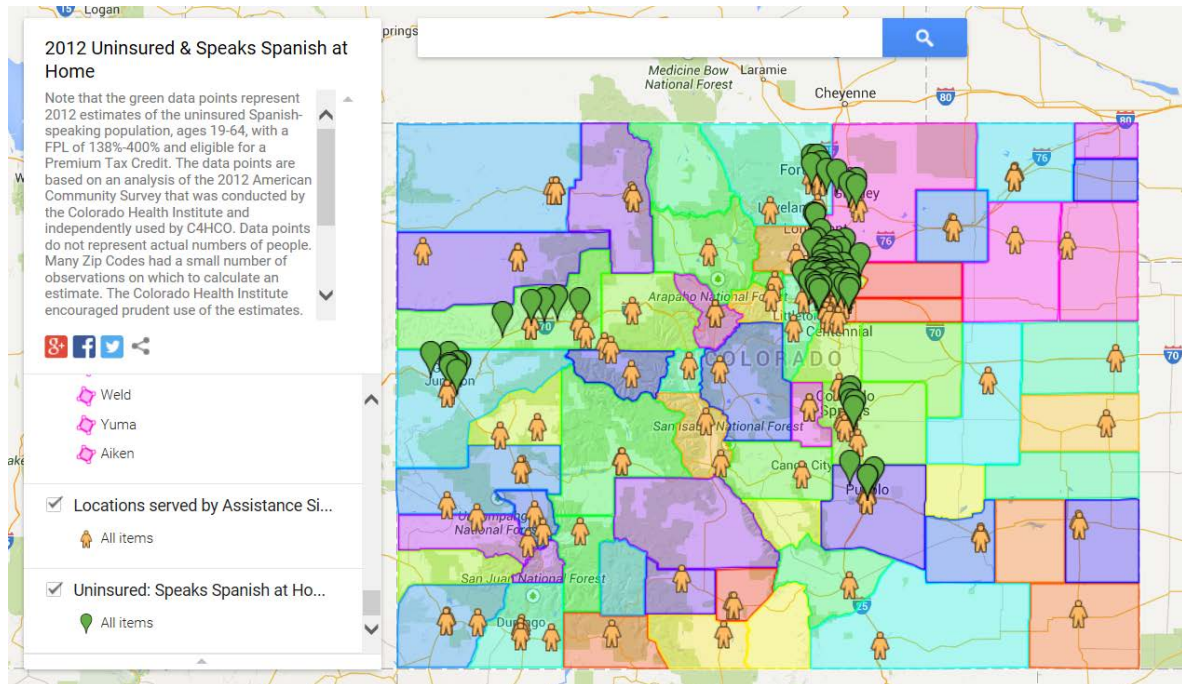 Logan
2012 Uninsured & Speaks Spanish at
Home
Note that the green data points represent
2012 estimates of the uninsured Spanish-
speaking population, ages 19-64, with a
FPL of 138%-400% and eligible for a
Premium Tax Credit. The data points are
based on an analysis of the 2012 American
Community Survey that was conducted by
the Colorado Health Institute and
independently used by C4HCO. Data points
do not represent actual numbers of people.
Many Zip Codes had a small number of
observations on which to calculate an
estimate. The Colorado Health Institute
encouraged prudent use of the estimates.
Weld
Yuma
Aiken
Locations served by Assistance Si...
All items
Uninsured: Speaks Spanish at Ho...
All items
prings
Medicine Bow
National Forest
Laramie
Cheyenne
80
80
76
76
Arapaho National
70
Centennial
70
70
COLORADO
San Isabel National Forest
Pueblo
National Forest
San Juan National Forest
25